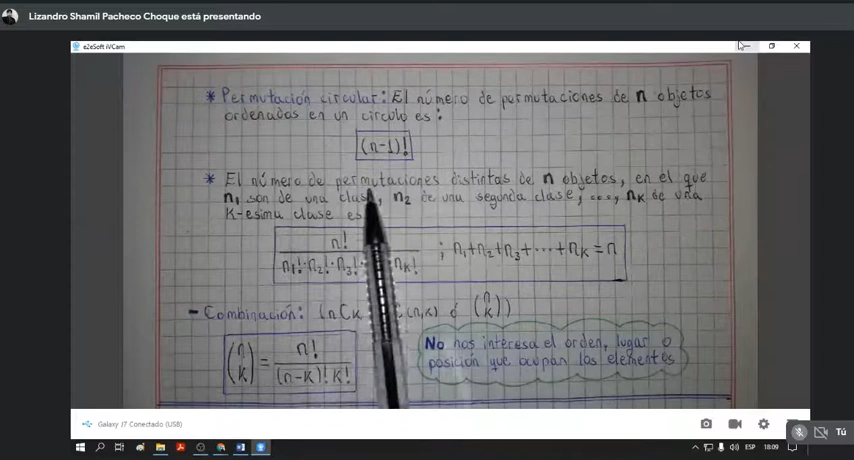 Lizandro Shamil Pacheco Choque está presentando
e2eSoft iVCam
* Permutación circular: El número de permutaciones de n objetos
ordenados en un circulo es:
(n-1)!
* El número de permutaciones distintas de n objetos, en el que
n₁ son de una clase, n₂ de una segunda clase, ..., nₖ de una
K-esima clase es
n!
n₁!·n₂!·n₃! nₖ! ; n₁+n₂+n₃+...+nₖ=n
- Combinación: (nCₖ C(n,k) ó (n k))
(n k) = n! / (n-k)! k!
No nos interesa el orden, lugar o
posición que ocupan los elementos
Galaxy J7 Conectado (USB)
Tú
ESP 18:09